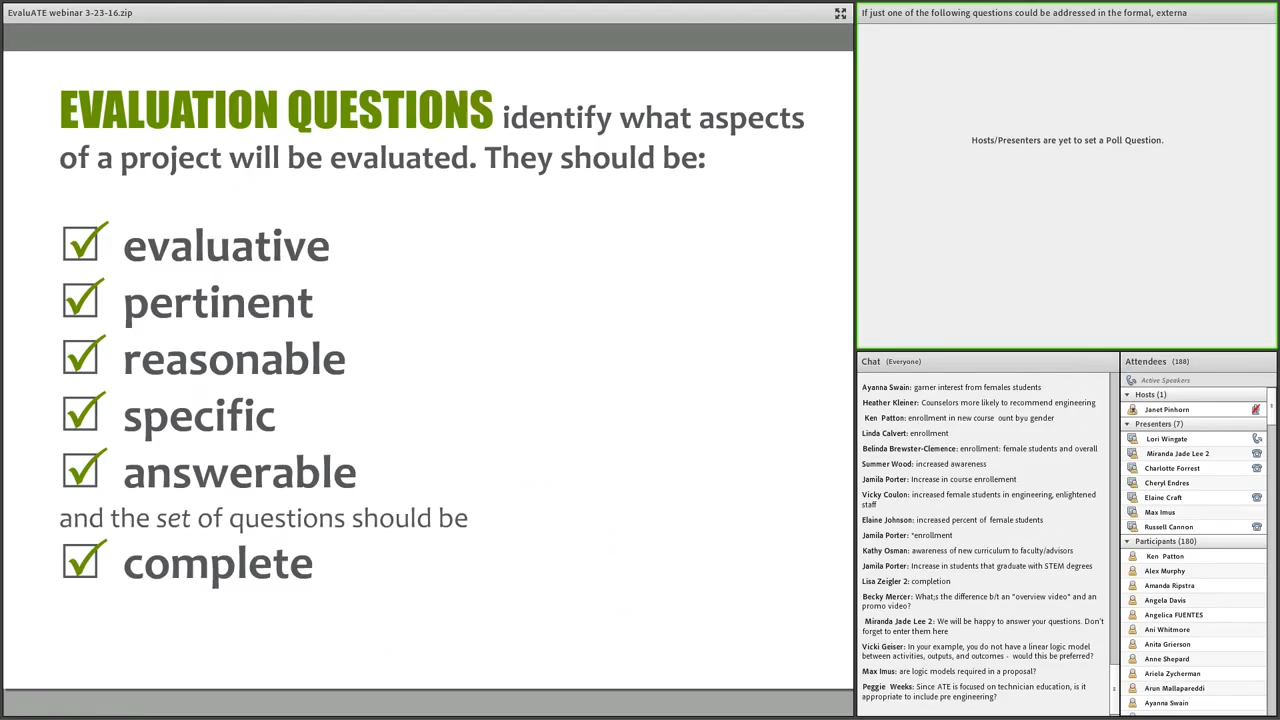 EvaluATE webinar 3-23-16.zip
EVALUATION QUESTIONS identify what aspects
of a project will be evaluated. They should be:
evaluative
pertinent
reasonable
specific
answerable
and the set of questions should be
complete
If just one of the following questions could be addressed in the formal, externa
Hosts/Presenters are yet to set a Poll Question.
Chat (Everyone)
Ayanna Swain: garner interest from females students
Heather Kleiner: Counselors more likely to recommend engineering
Ken Patton: enrollment in new course ount byu gender
Linda Calvert: enrollment
Belinda Brewster-Clemence: enrollment: female students and overall
Summer Wood: increased awareness
Jamila Porter: Increase in course enrollement
Vicky Coulon: increased female students in engineering, enlightened
staff
Elaine Johnson: increased percent of female students
Jamila Porter: *enrollment
Kathy Osman: awareness of new curriculum to faculty/advisors
Jamila Porter: Increase in students that graduate with STEM degrees
Lisa Zeigler 2: completion
Becky Mercer: What;s the difference b/t an "overview video" and an
promo video?
Miranda Jade Lee 2: We will be happy to answer your questions. Don't
forget to enter them here
Vicki Geiser: In your example, you do not have a linear logic model
between activities, outputs, and outcomes - would this be preferred?
Max Imus: are logic models required in a proposal?
Peggie Weeks: Since ATE is focused on technician education, is it
appropriate to include pre engineering?
Attendees (188)
Active Speakers
Hosts (1)
Janet Pinhorn
Presenters (7)
Lori Wingate
Miranda Jade Lee 2
Charlotte Forrest
Cheryl Endres
Elaine Craft
Max Imus
Russell Cannon
Participants (180)
Ken Patton
Alex Murphy
Amanda Ripstra
Angela Davis
Angelica FUENTES
Ani Whitmore
Anita Grierson
Anne Shepard
Ariela Zycherman
Arun Mallapareddi
Ayanna Swain